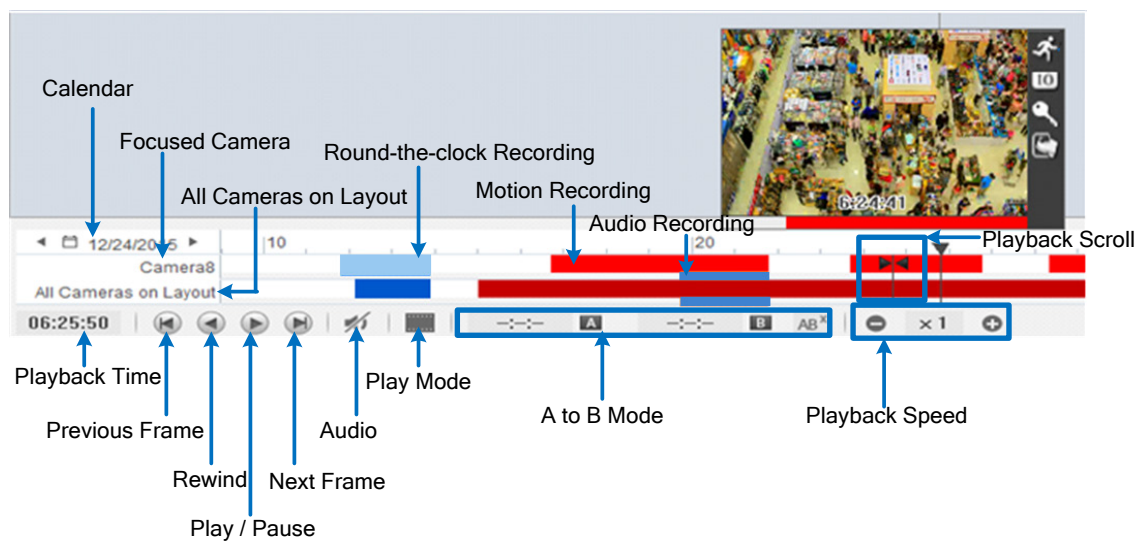 Calendar
Focused Camera
Round-the-clock Recording
IO
All Cameras on Layout
Motion Recording
6:24:41
Audio Recording
Playback Scroll
12/24/2015
10
20
Camera8
All Cameras on Layout
06:25:50
--:--:--
A
--:--:--
B
ABx
×1
Playback Time
Play Mode
Previous Frame
Audio
A to B Mode
Playback Speed
Rewind
Next Frame
Play / Pause